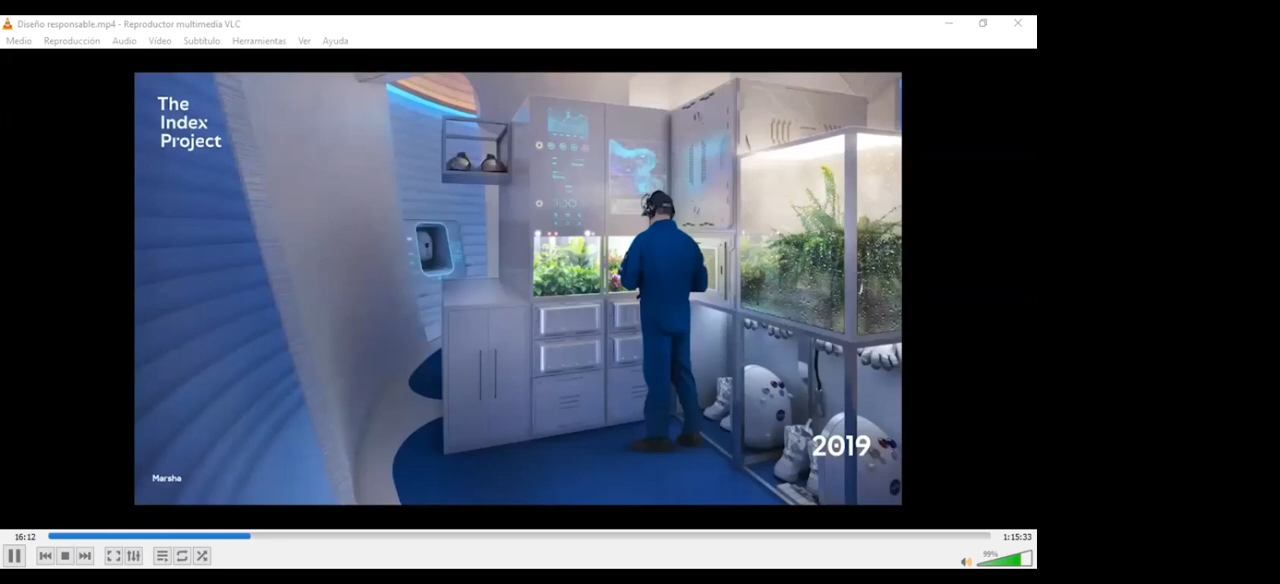 Diseño responsable.mp4 - Reproductor multimedia VLC
Medio Reproducción Audio Vídeo Subtítulo Herramientas Ver Ayuda
The
Index
Project
2019
Marsha
16:12
1:15:33
99%